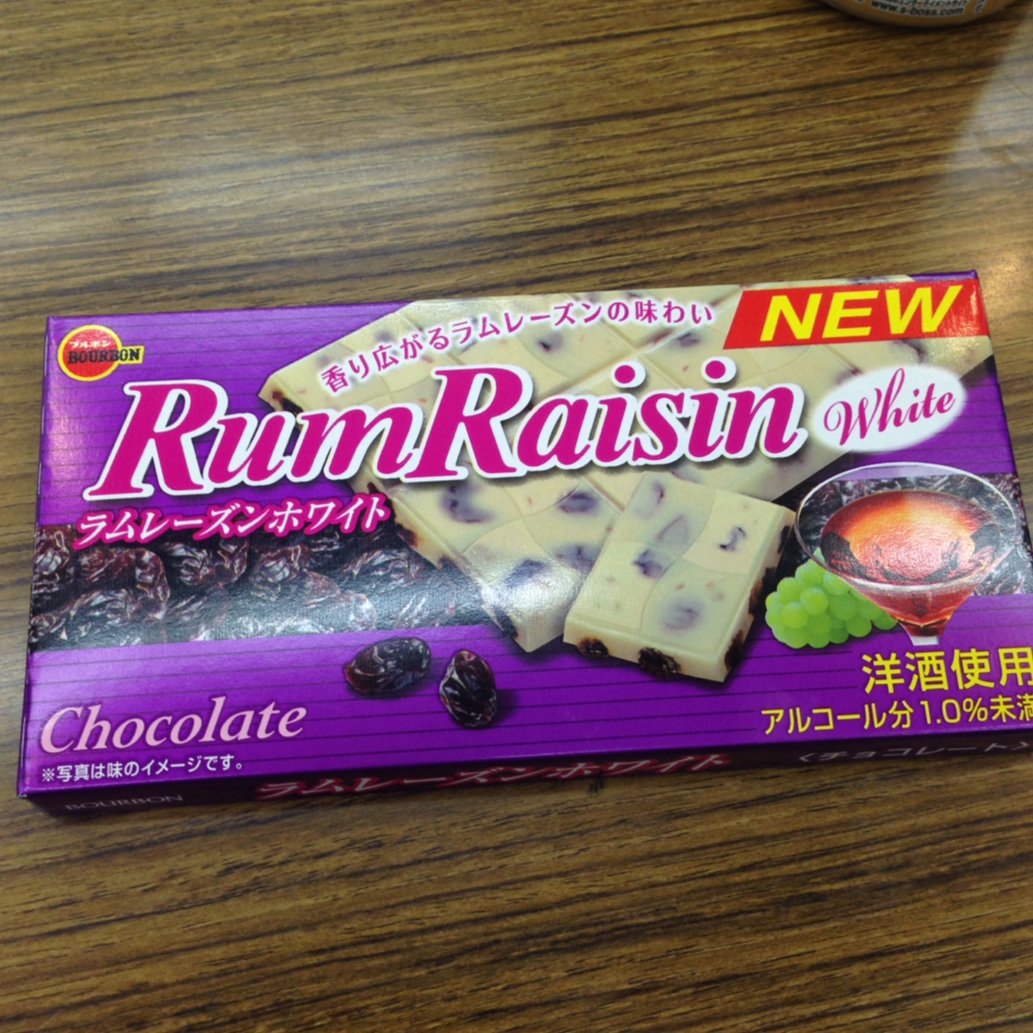 www.s-boss.com
香り広がるラムレーズンの味わい
NEW
ブルボン
BOURBON
RumRaisin
White
ラムレーズンホワイト
洋酒使用
アルコール分1.0%未満
Chocolate
※写真は味のイメージです。
BOURBON
ラムレーズンホワイト
〈チョコレート〉